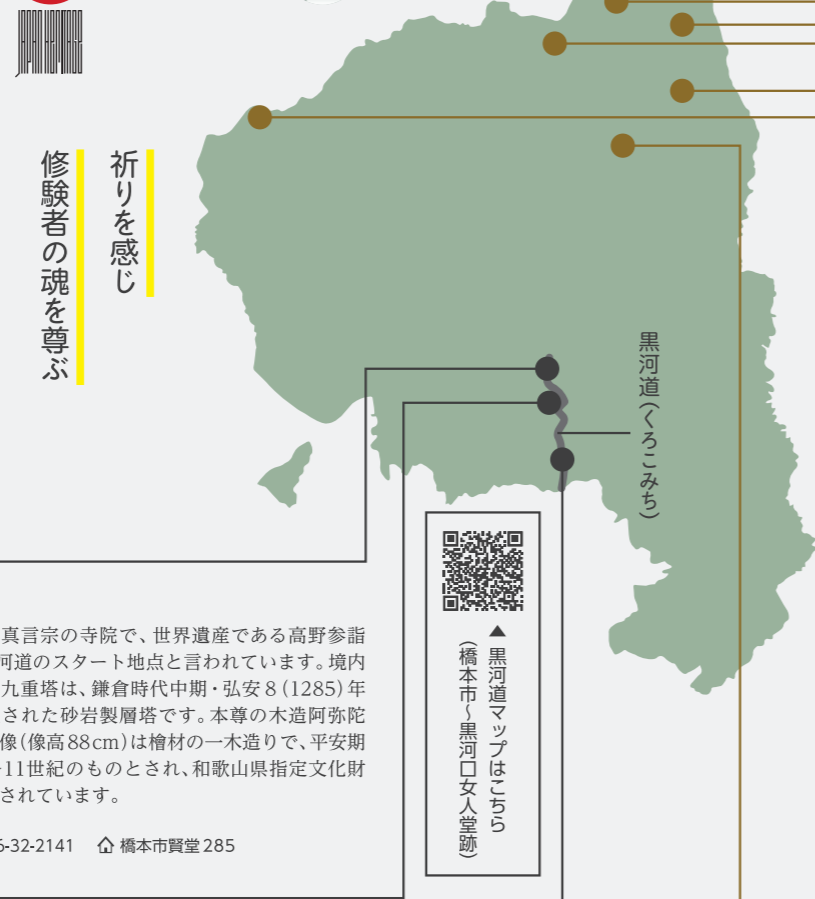 祈りを感じ
修験者の魂を尊ぶ
黒河道(くろこみち)
▲黒河道マップはこちら
(橋本市〜黒河口女人堂跡)
真言宗の寺院で、世界遺産である高野参詣
河道のスタート地点と言われています。境内
九重塔は、鎌倉時代中期・弘安8(1285)年
された砂岩製層塔です。本尊の木造阿弥陀
像(像高88cm)は檜材の一木造りで、平安期
11世紀のものとされ、和歌山県指定文化財
されています。
6-32-2141 橋本市賢堂285